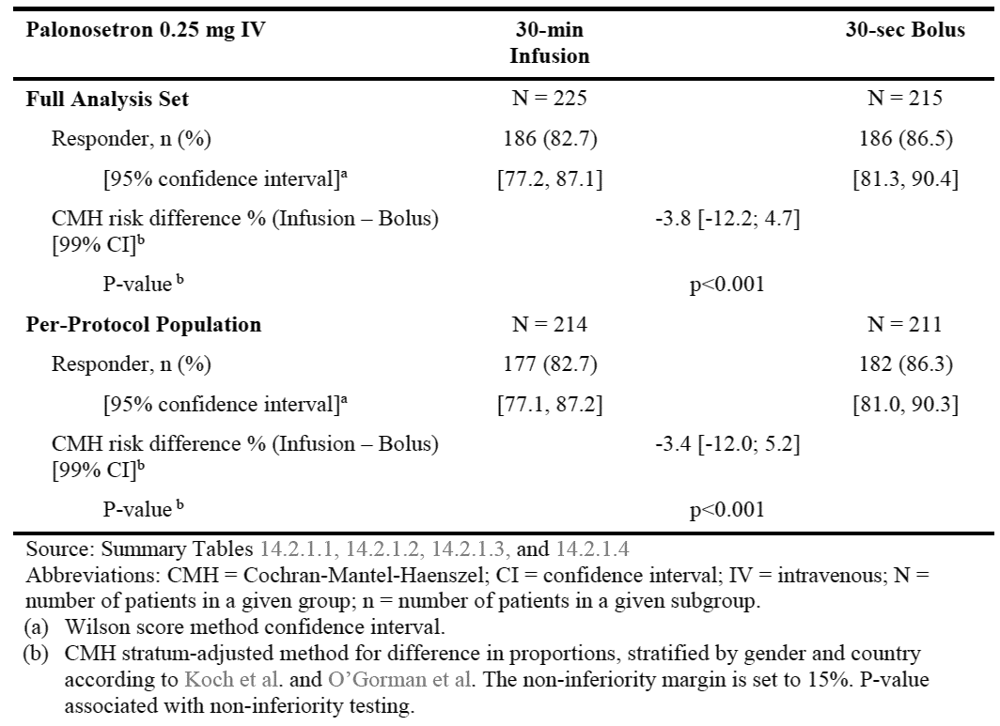 Palonosetron 0.25 mg IV 30-min Infusion 30-sec Bolus
Full Analysis Set N = 225 N = 215
Responder, n (%) 186 (82.7) 186 (86.5)
[95% confidence interval]a [77.2, 87.1] [81.3, 90.4]
CMH risk difference % (Infusion – Bolus) -3.8 [-12.2; 4.7]
[99% CI]b
P-value b p<0.001
Per-Protocol Population N = 214 N = 211
Responder, n (%) 177 (82.7) 182 (86.3)
[95% confidence interval]a [77.1, 87.2] [81.0, 90.3]
CMH risk difference % (Infusion – Bolus) -3.4 [-12.0; 5.2]
[99% CI]b
P-value b p<0.001
Source: Summary Tables 14.2.1.1, 14.2.1.2, 14.2.1.3, and 14.2.1.4
Abbreviations: CMH = Cochran-Mantel-Haenszel; CI = confidence interval; IV = intravenous; N =
number of patients in a given group; n = number of patients in a given subgroup.
(a) Wilson score method confidence interval.
(b) CMH stratum-adjusted method for difference in proportions, stratified by gender and country
according to Koch et al. and O’Gorman et al. The non-inferiority margin is set to 15%. P-value
associated with non-inferiority testing.